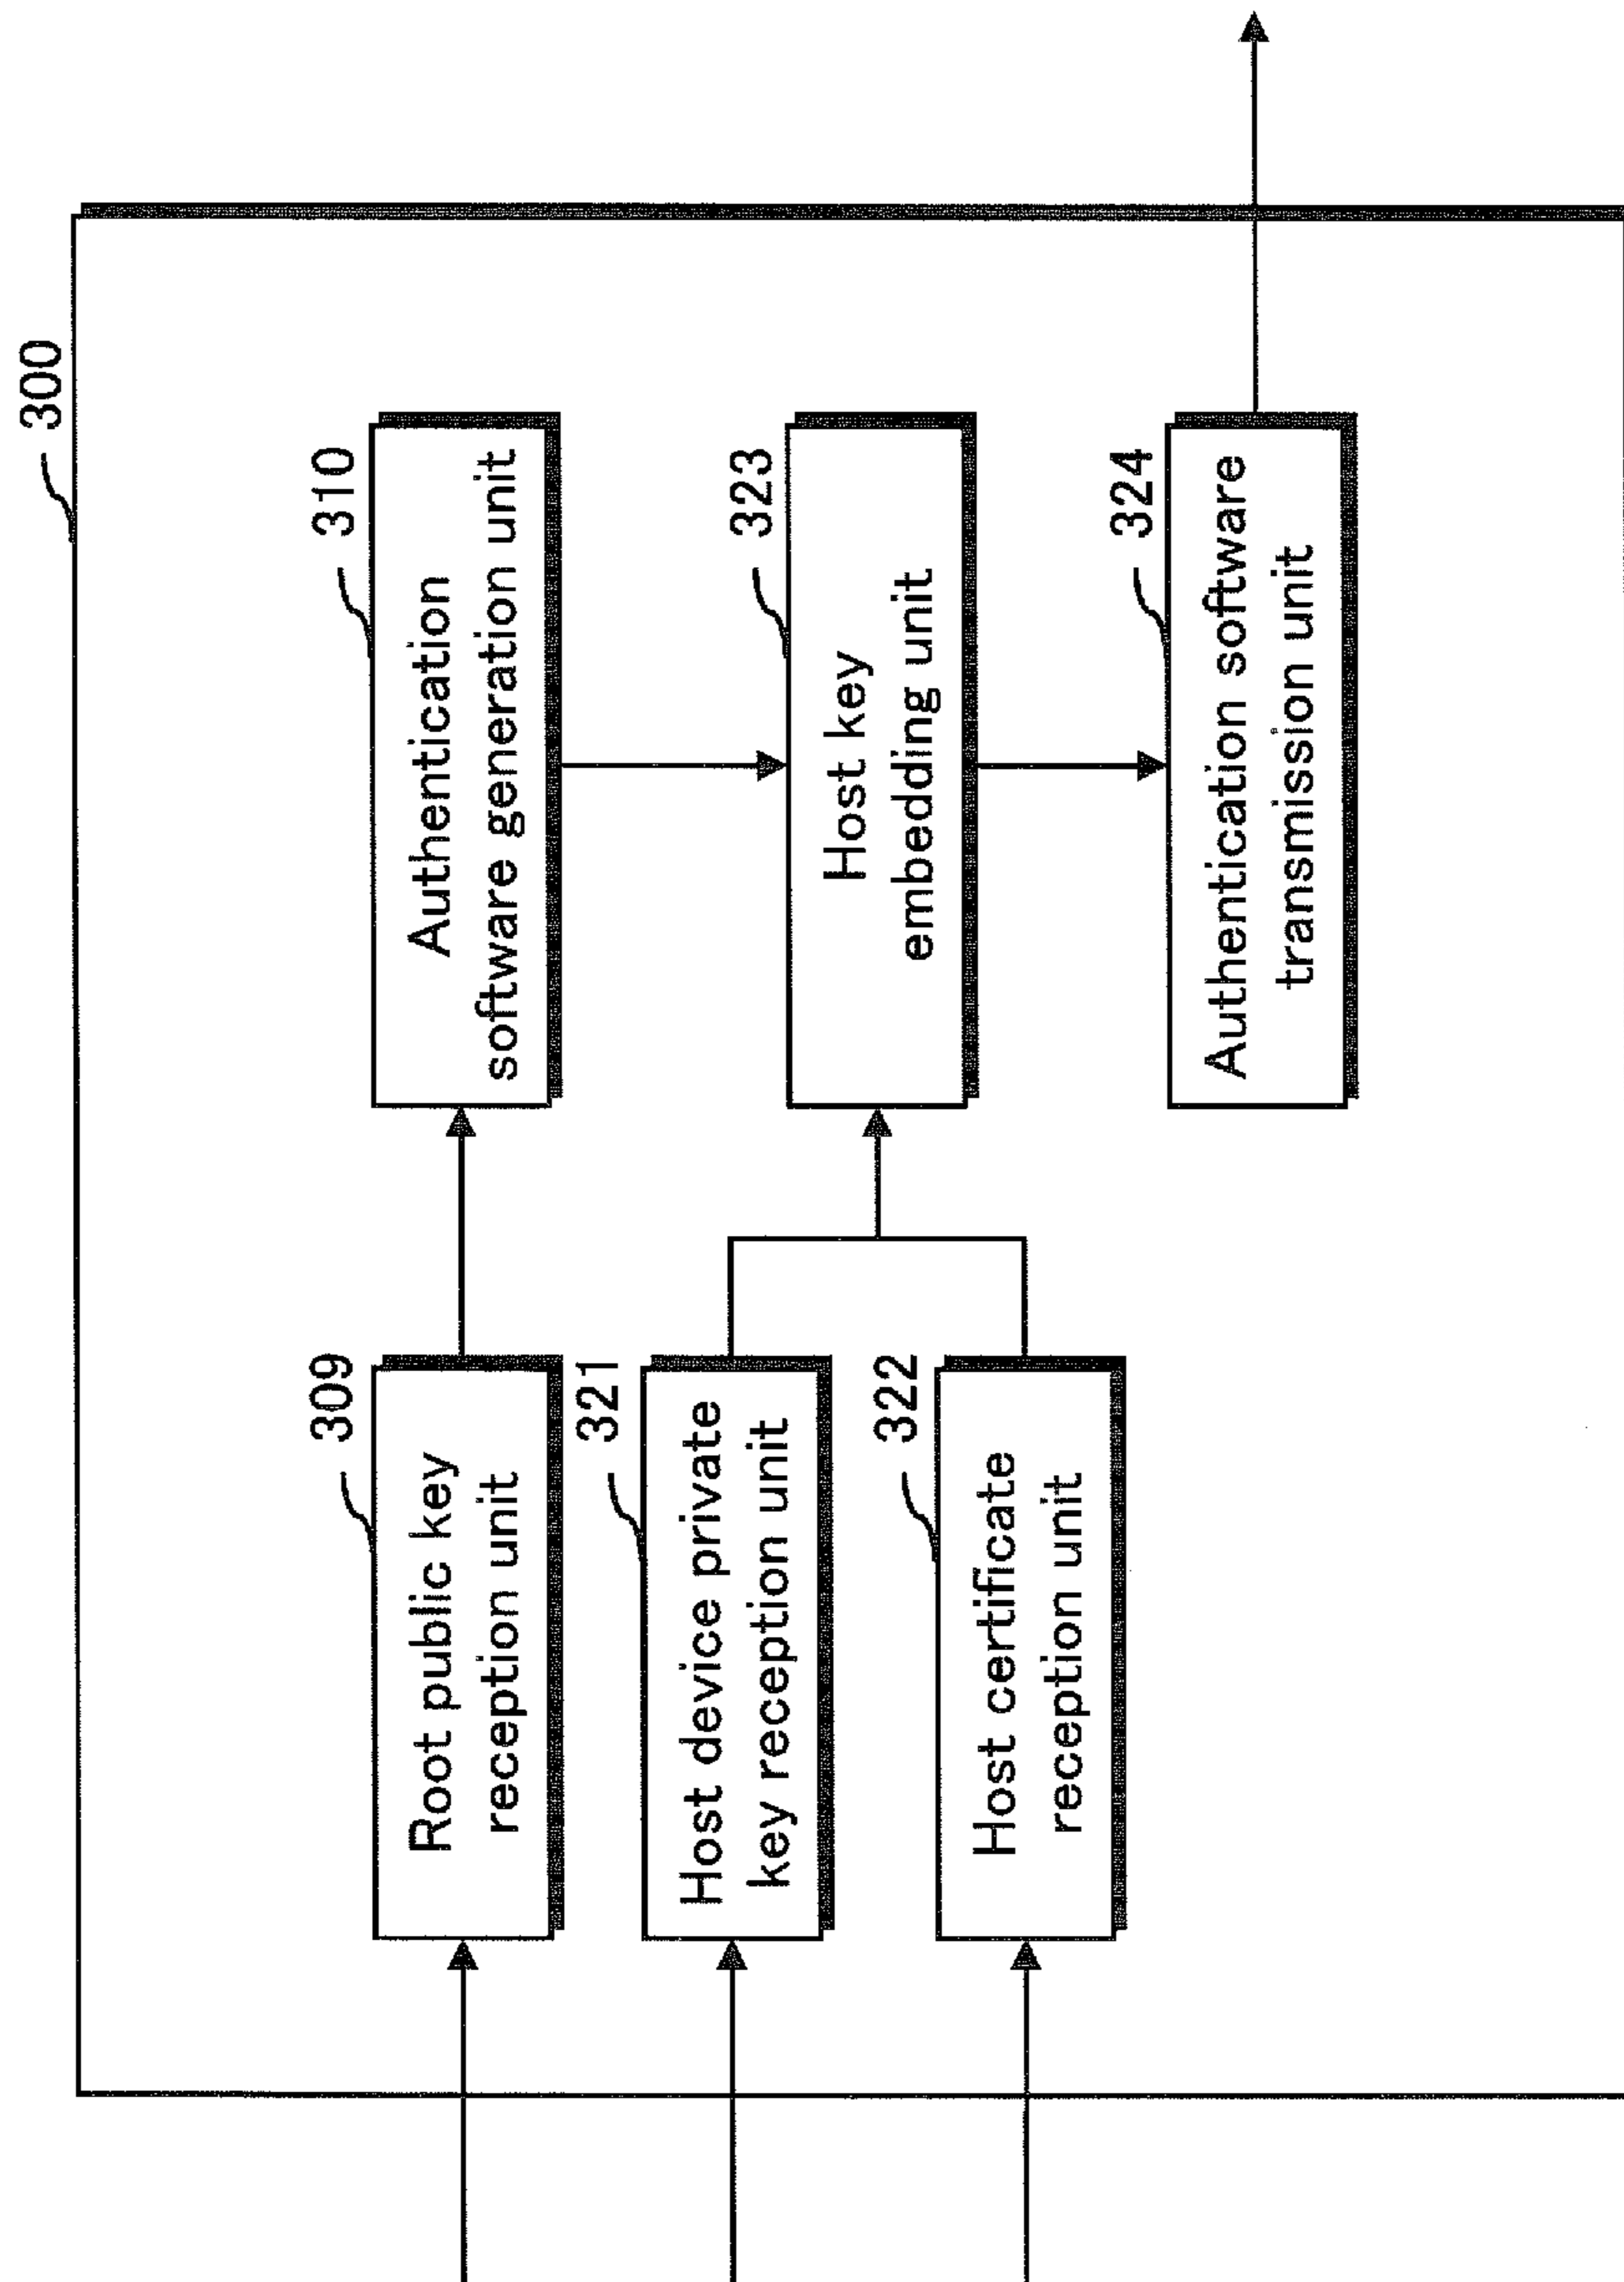 300
309
Root public key
reception unit
310
Authentication
software generation unit
321
Host device private
key reception unit
323
Host key
embedding unit
322
Host certificate
reception unit
324
Authentication software
transmission unit